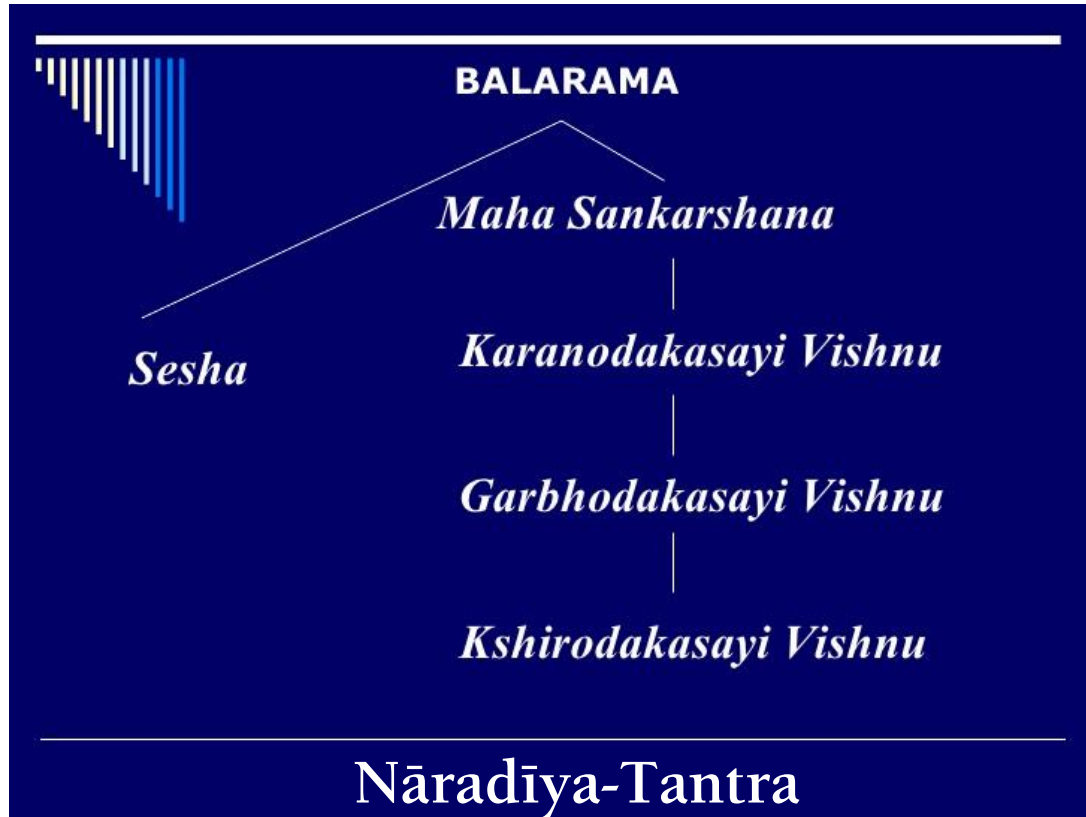 BALARAMA
Maha Sankarshana
Sesha
Karanodakasayi Vishnu
Garbhodakasayi Vishnu
Kshirodakasayi Vishnu
Nāradīya-Tantra